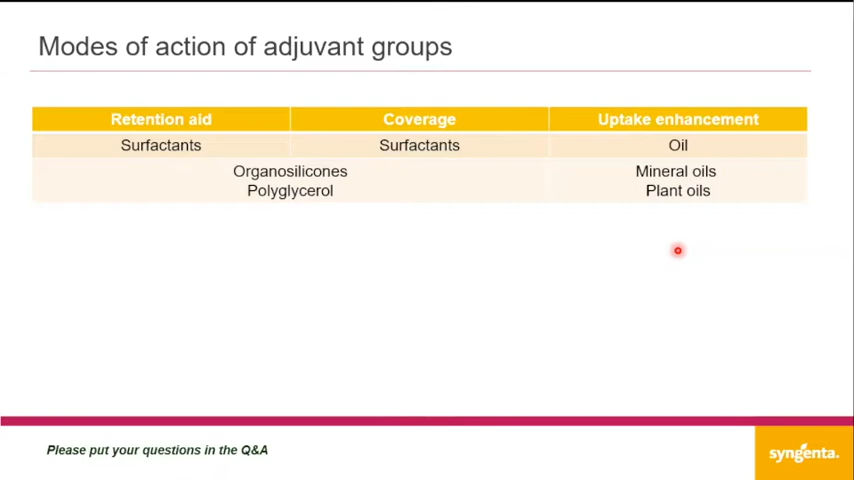 Modes of action of adjuvant groups
Retention aid Coverage Uptake enhancement
Surfactants Surfactants Oil
Organosilicones Mineral oils
Polyglycerol Plant oils
Please put your questions in the Q&A
syngenta.